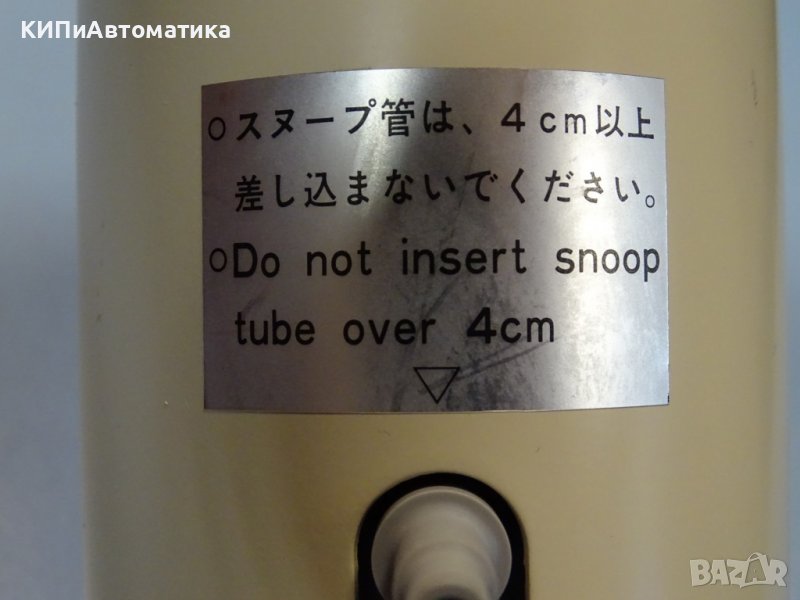 КИПиАвтоматика
○スヌープ管は、4cm以上
差し込まないでください。
○Do not insert snoop
tube over 4cm
▽
BAZAR